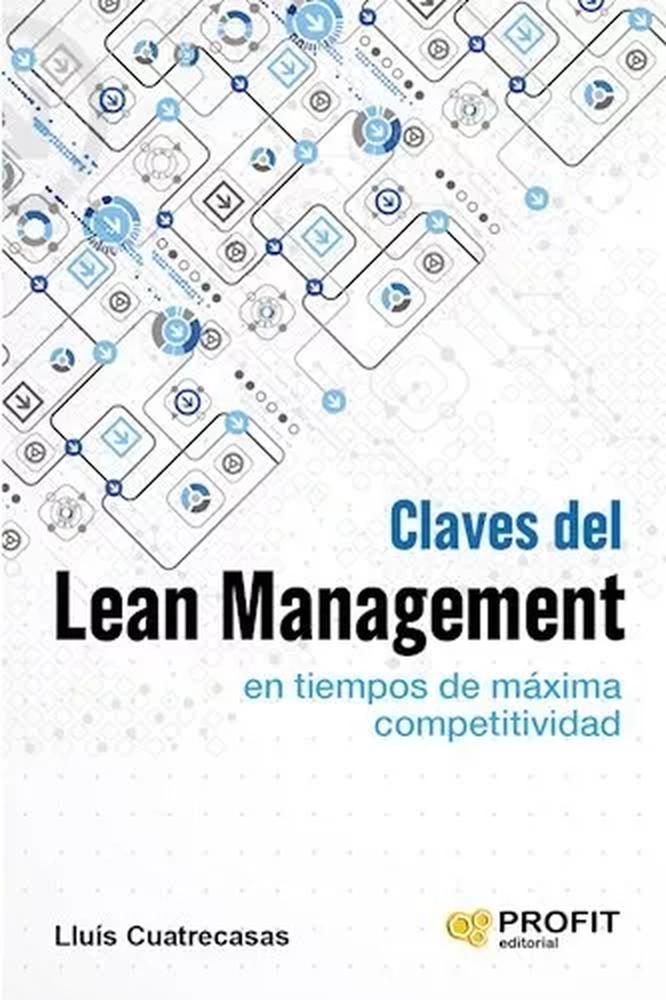 Claves del
Lean Management
en tiempos de máxima
competitividad
Lluís Cuatrecasas
PROFIT
editorial